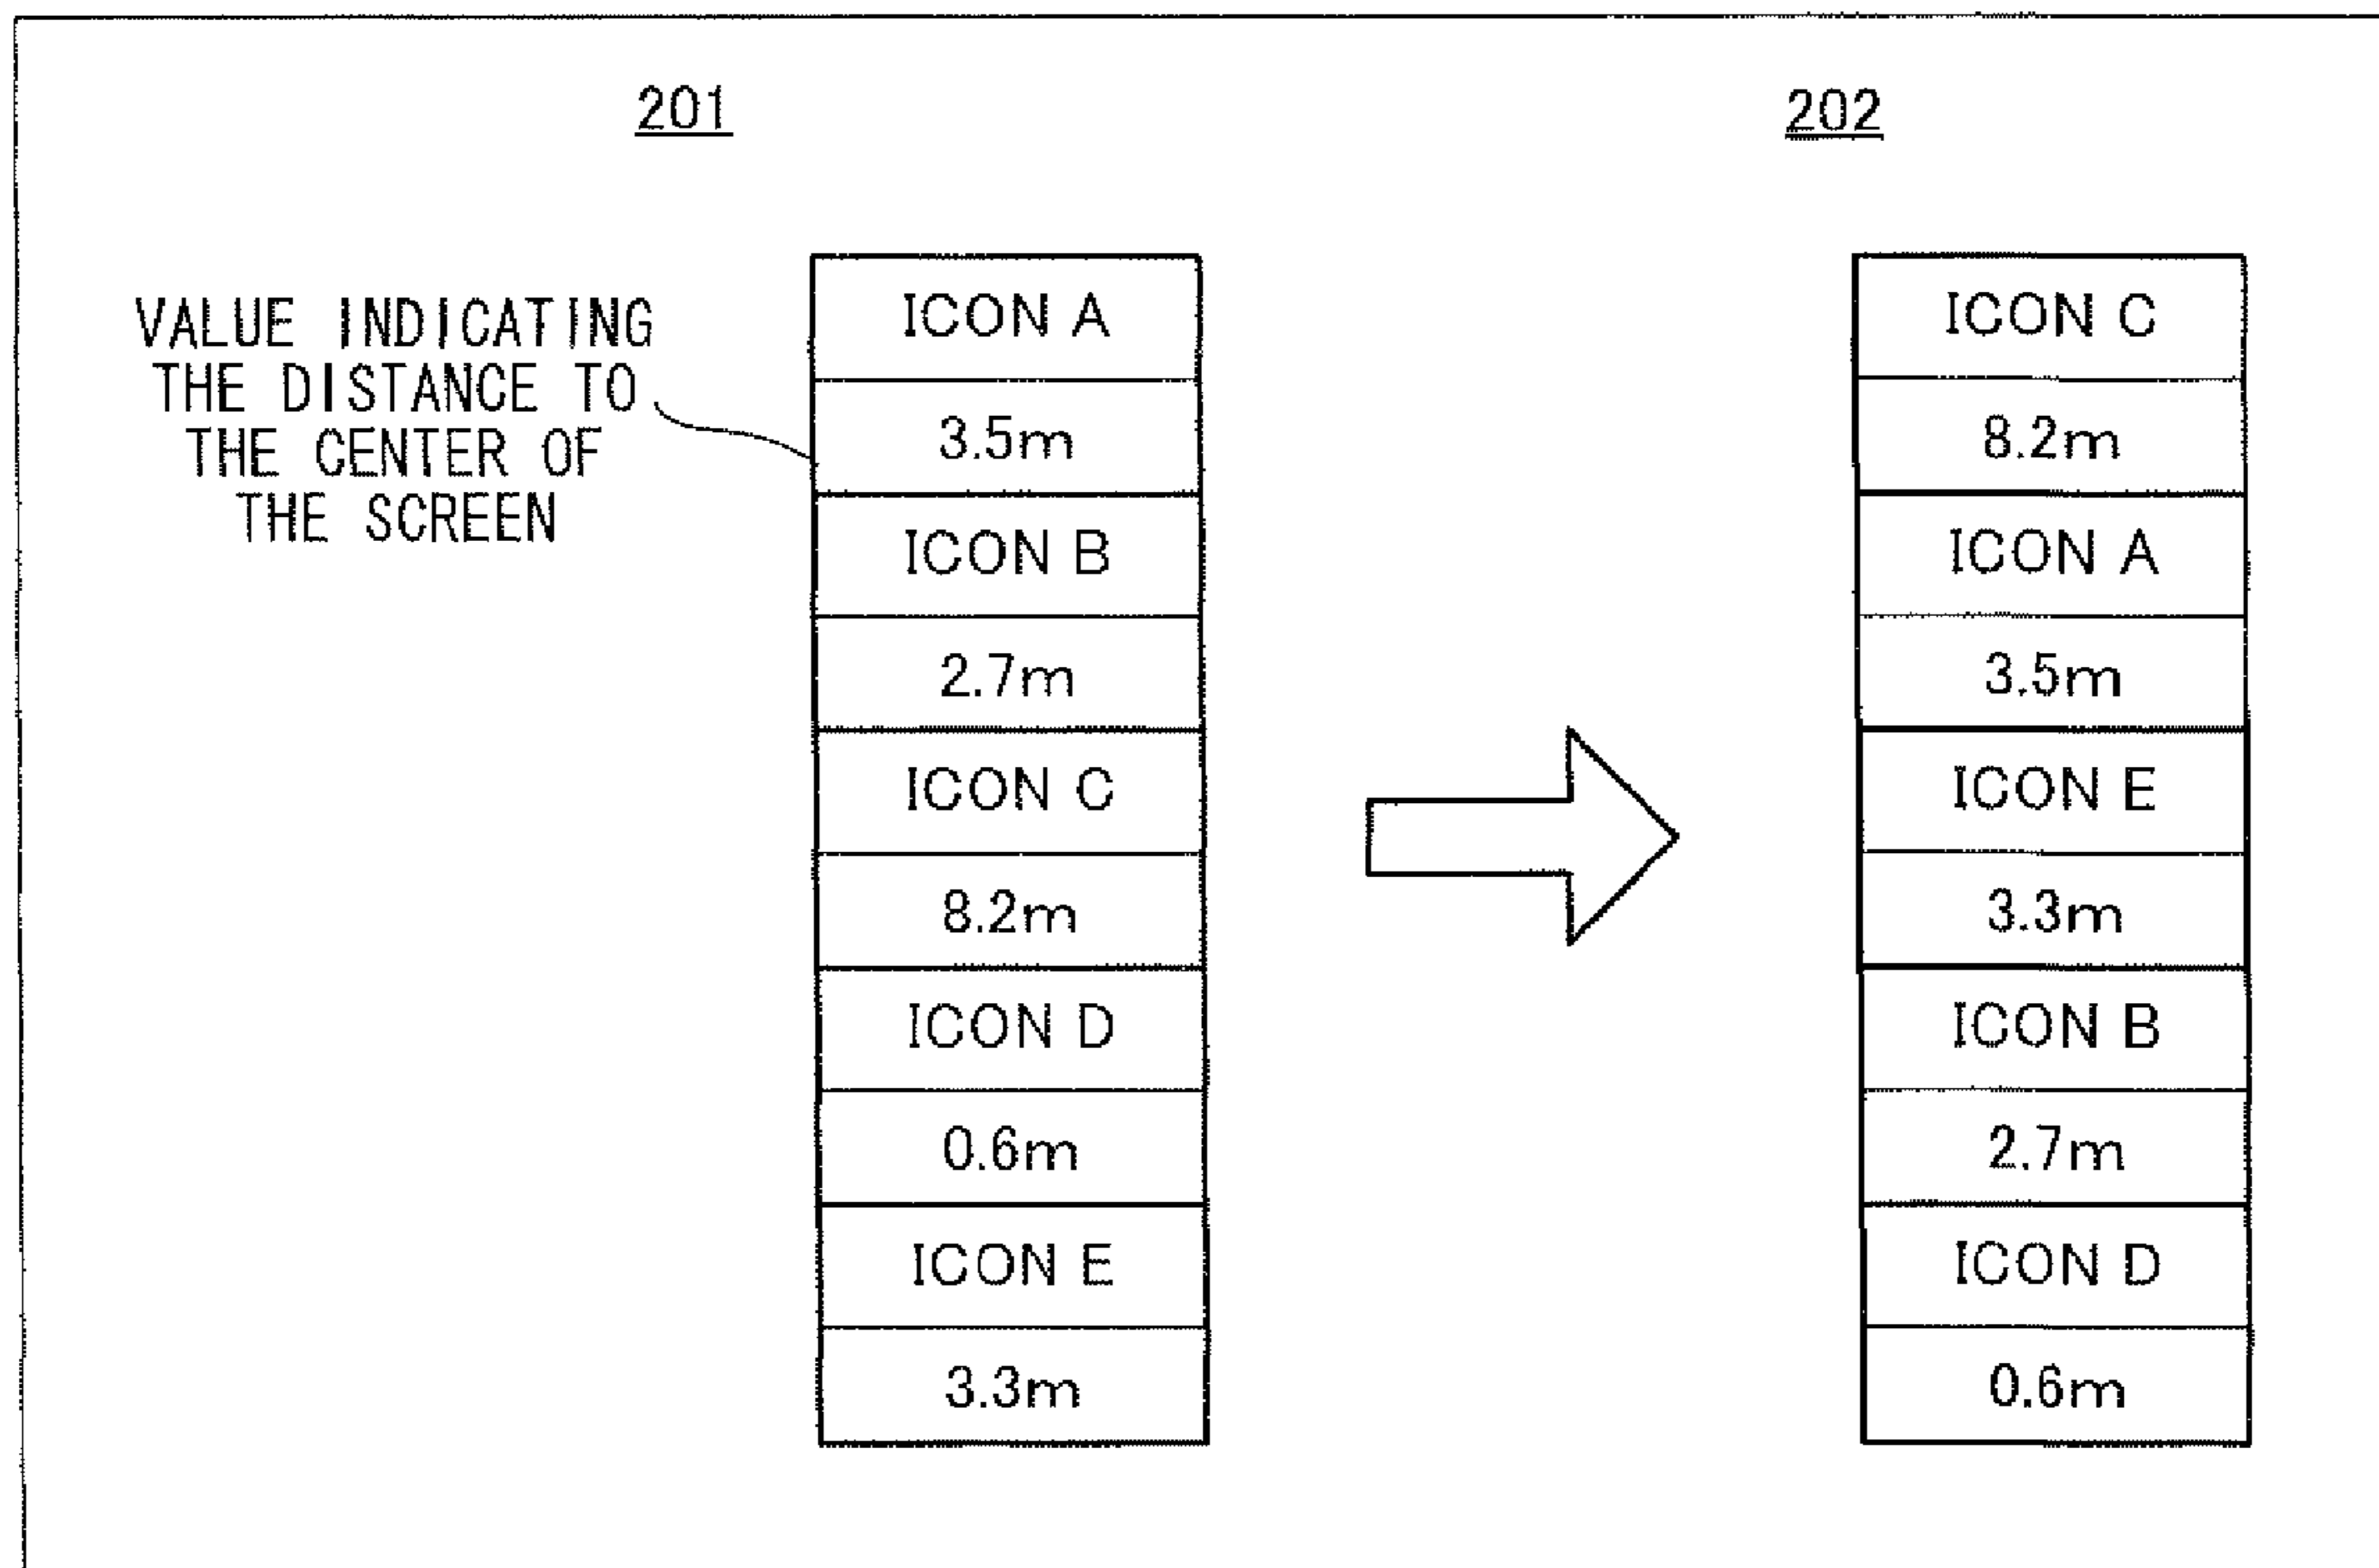 201
202
VALUE INDICATING
THE DISTANCE TO
THE CENTER OF
THE SCREEN
ICON A
3.5m
ICON B
2.7m
ICON C
8.2m
ICON D
0.6m
ICON E
3.3m
ICON C
8.2m
ICON A
3.5m
ICON E
3.3m
ICON B
2.7m
ICON D
0.6m